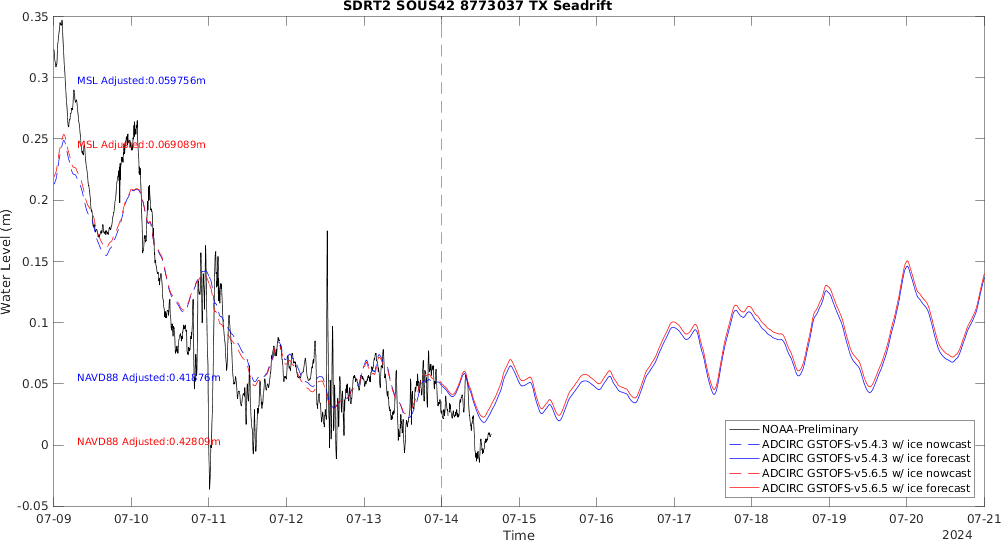 SDRT2 SOUS42 8773037 TX Seadrift
Water Level (m)
0.35
0.3
0.25
0.2
0.15
0.1
0.05
0
-0.05
MSL Adjusted:0.059756m
MSL Adjusted:0.069089m
NAVD88 Adjusted:0.41876m
NAVD88 Adjusted:0.42809m
NOAA-Preliminary
ADCIRC GSTOFS-v5.4.3 w/ ice nowcast
ADCIRC GSTOFS-v5.4.3 w/ ice forecast
ADCIRC GSTOFS-v5.6.5 w/ ice nowcast
ADCIRC GSTOFS-v5.6.5 w/ ice forecast
07-09 07-10 07-11 07-12 07-13 07-14 07-15 07-16 07-17 07-18 07-19 07-20 07-21
Time
2024